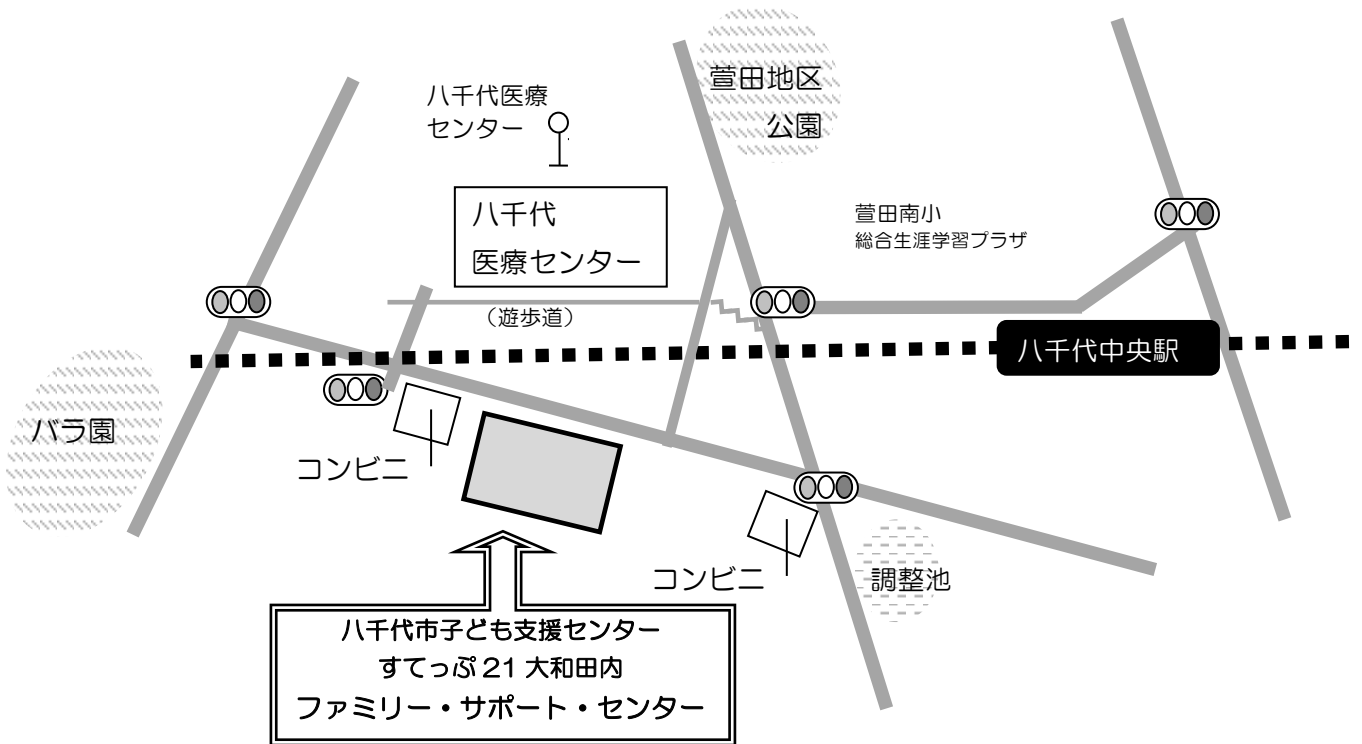 八千代医療
センター
萱田地区
公園
八千代
医療センター
萱田南小
総合生涯学習プラザ
（遊歩道）
八千代中央駅
バラ園
コンビニ
コンビニ
調整池
八千代市子ども支援センター
すてっぷ21大和田内
ファミリー・サポート・センター